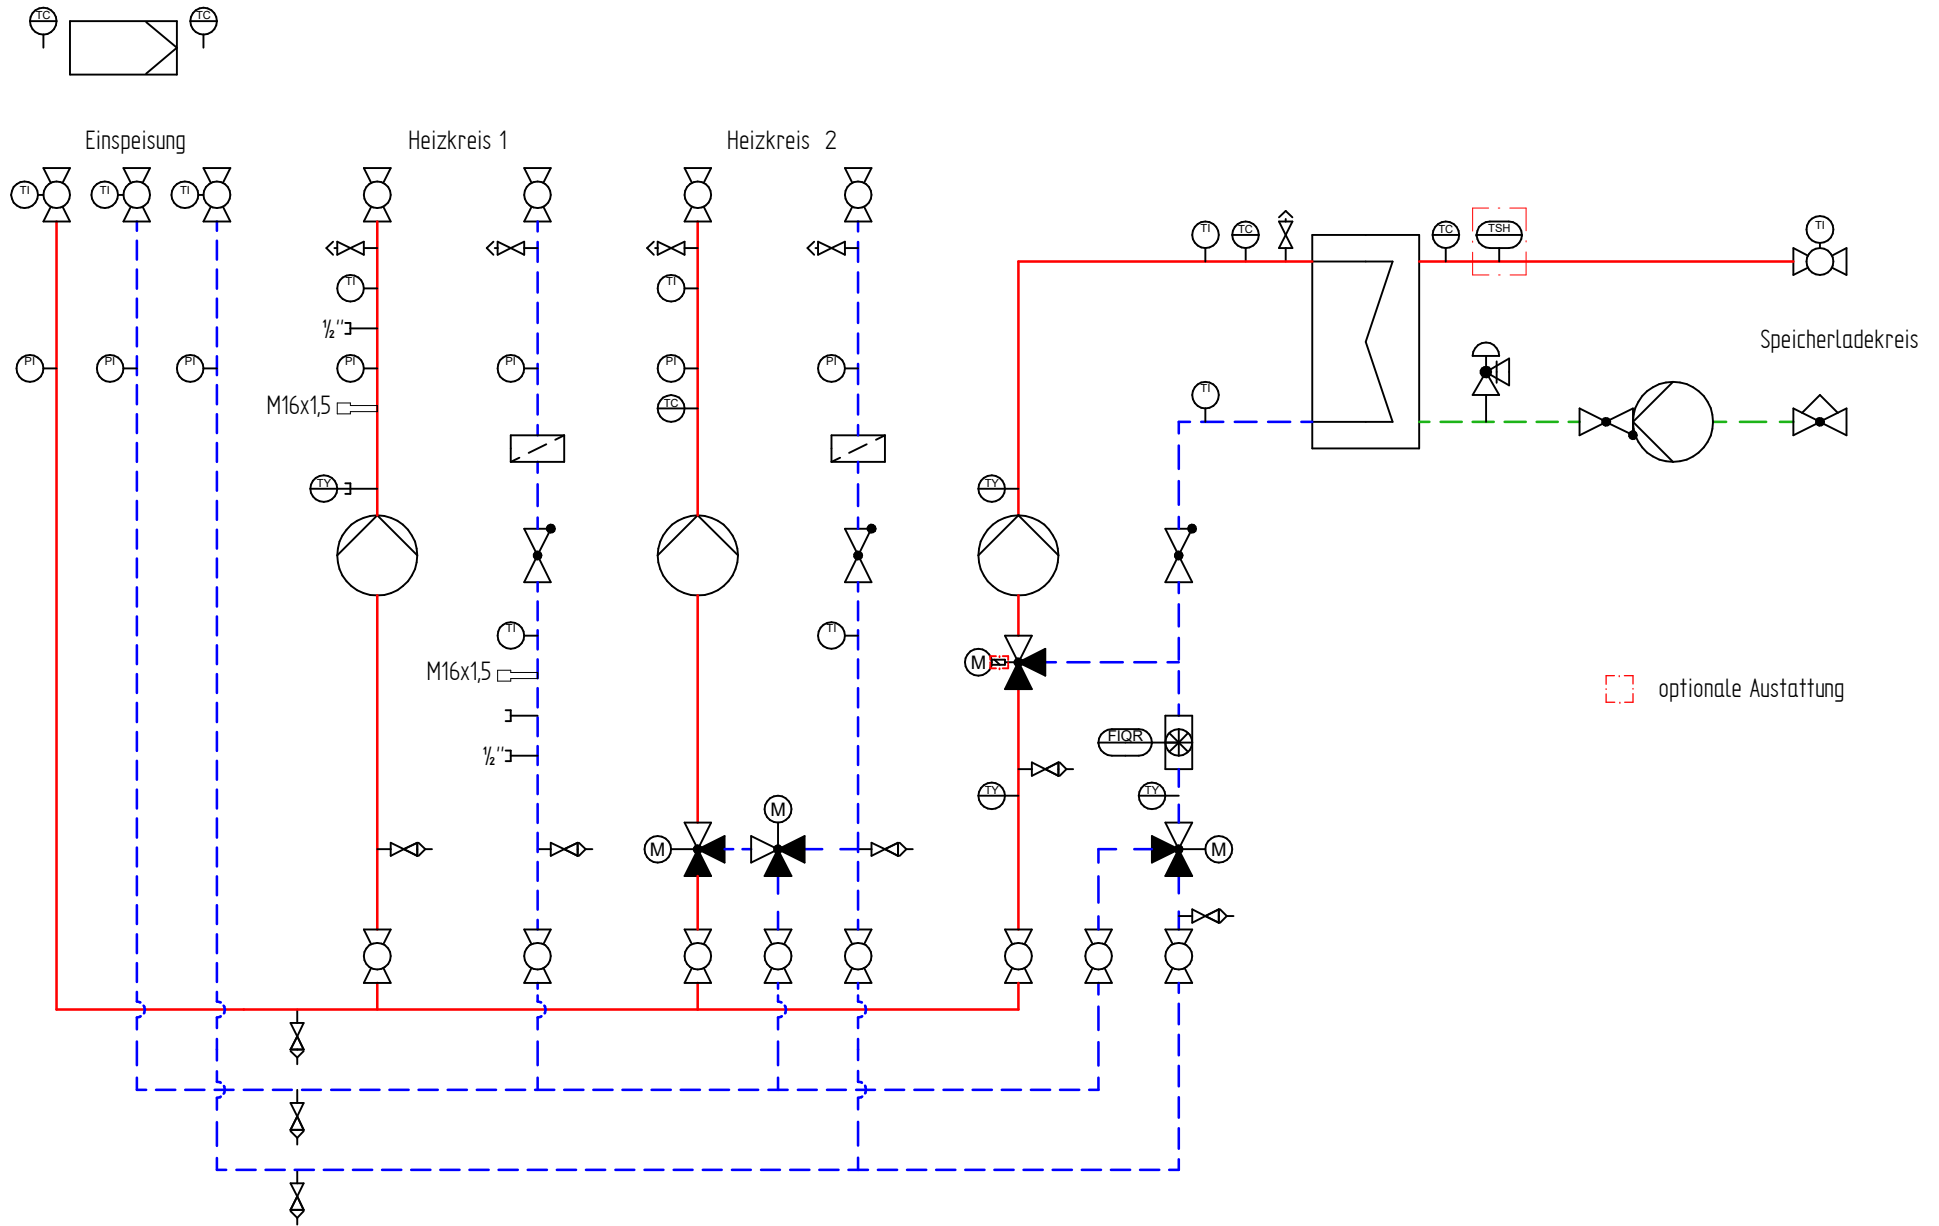 TC
TC
Einspeisung
Heizkreis 1
Heizkreis 2
TI
TI
TI
TI
TC
TC
TSH
TI
TI
TI
½"
Speicherladekreis
PI
PI
PI
PI
PI
PI
PI
M16x1,5
TC
TI
TY
TY
TI
TI
M16x1,5
M
optionale Austattung
FIQR
½"
TY
TY
M
M
M